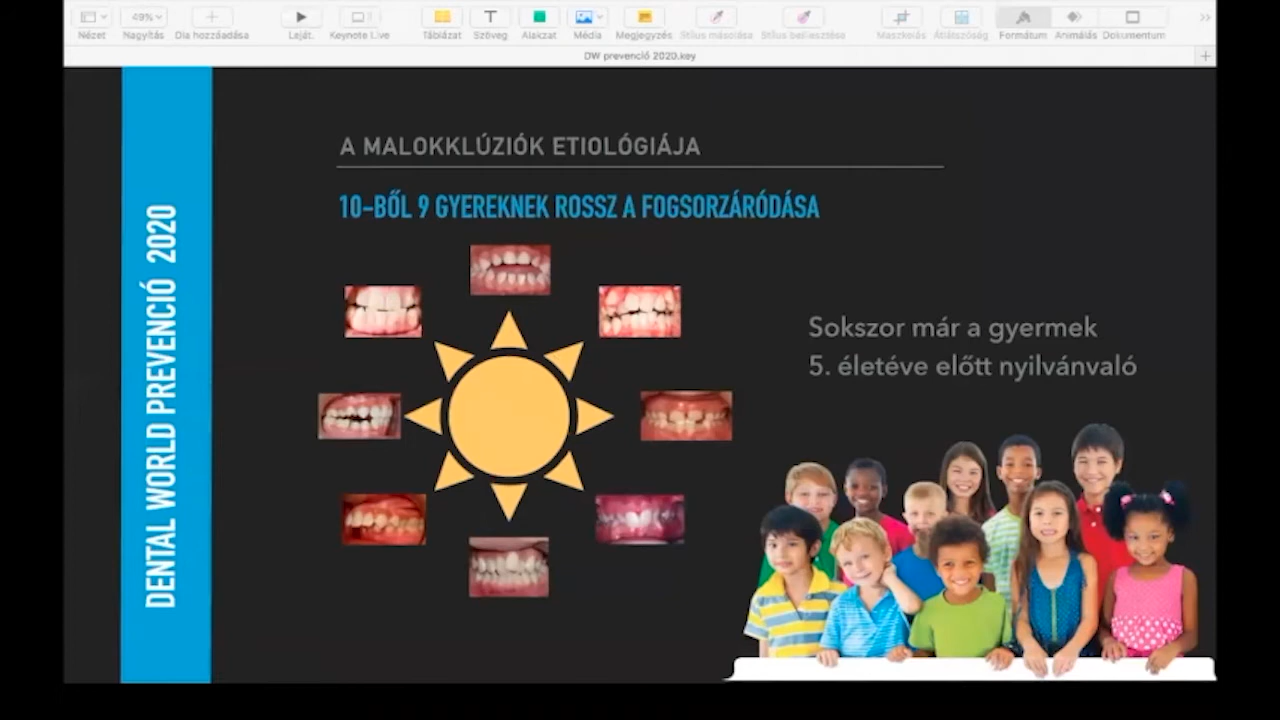 49%
Nézet
Nagyítás
Dia hozzáadása
Leját.
Keynote Live
Táblázat
Szöveg
Alakzat
Média
Megjegyzés
Stílus másolása
Stílus beillesztése
Maszkolás
Átlátszóság
Formátum
Animálás
Dokumentum
DW prevenció 2020.key
DENTAL WORLD PREVENCIÓ 2020
A MALOKKLÚZIÓK ETIOLÓGIÁJA
10-BŐL 9 GYEREKNEK ROSSZ A FOGSORZÁRÓDÁSA
Sokszor már a gyermek
5. életéve előtt nyilvánvaló